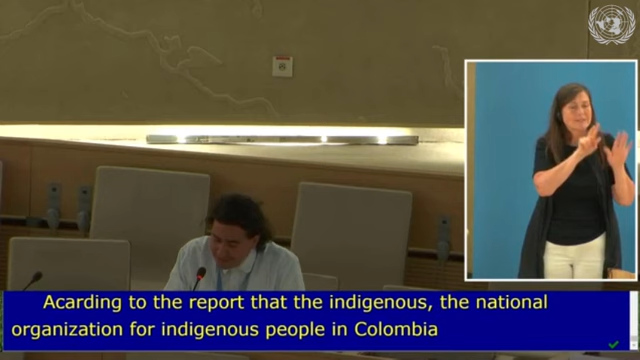 Acarding to the report that the indigenous, the national
organization for indigenous people in Colombia